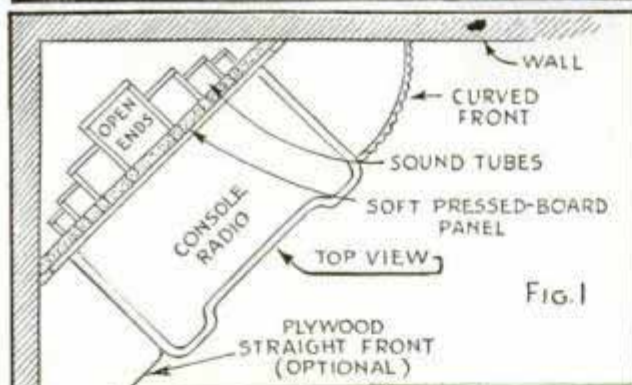 WALL
CURVED
FRONT
OPEN
ENDS
SOUND TUBES
SOFT PRESSED-BOARD
PANEL
CONSOLE
RADIO
TOP VIEW
FIG. 1
PLYWOOD
STRAIGHT FRONT
(OPTIONAL)